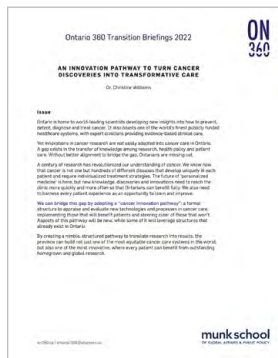 Ontario 360 Transition Briefings 2022
ON
360
AN INNOVATION PATHWAY TO TURN CANCER
DISCOVERIES INTO TRANSFORMATIVE CARE
Dr. Christine Williams
Issue
Ontario is home to world-leading scientists developing new insights into how to prevent,
detect, diagnose and treat cancer. It also boasts one of the world's finest publicly funded
healthcare systems, with expert clinicians providing evidence-based clinical care.
Yet innovations in cancer research are not easily adopted into cancer care in Ontario.
A gap exists in the transfer of knowledge among research, health policy and patient
care. Without better alignment to bridge the gap, Ontarians are missing out.
A century of research has revolutionized our understanding of cancer. We know now
that cancer is not one but hundreds of different diseases that develop uniquely in each
patient and require individualized treatment strategies. The future of "personalized
medicine" is here, but new knowledge, discoveries and innovations need to reach the
clinic more quickly and more often so that Ontarians can benefit fully. We also need
to harness every patient experience as an opportunity to learn and improve.
We can bridge this gap by adopting a "cancer innovation pathway": a formal
structure to appraise and evaluate new technologies and processes in cancer care,
implementing those that will benefit patients and steering clear of those that won't.
Aspects of this pathway will be new, while some of it will leverage structures that
already exist in Ontario.
By creating a nimble, structured pathway to translate research into results, the
province can build not just one of the most equitable cancer care systems in the world,
but also one of the most innovative, where every patient can benefit from outstanding
homegrown and global research.
munk school
OF GLOBAL AFFAIRS & PUBLIC POLICY